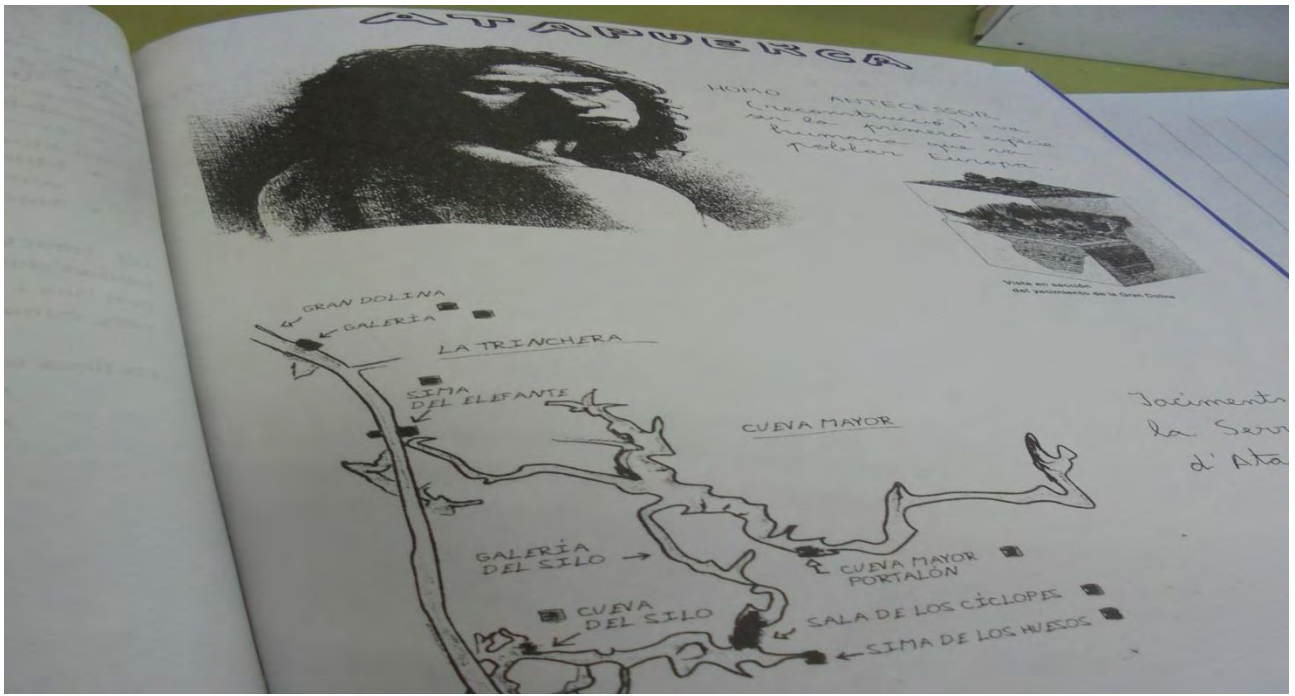 ATAPUERCA
HOMO ANTECESSOR
(reconstrucció): va
ser la primera espècie
humana que va
poblar Europa.
Vista en sección
del yacimiento de la Gran Dolina
GRAN DOLINA
GALERÍA
LA TRINCHERA
SIMA
DEL ELEFANTE
CUEVA MAYOR
Jaciments
la Serr
d'Ata
GALERÍA
DEL SILO
CUEVA MAYOR
PORTALÓN
CUEVA
DEL SILO
SALA DE LOS CÍCLOPES
SIMA DE LOS HUESOS